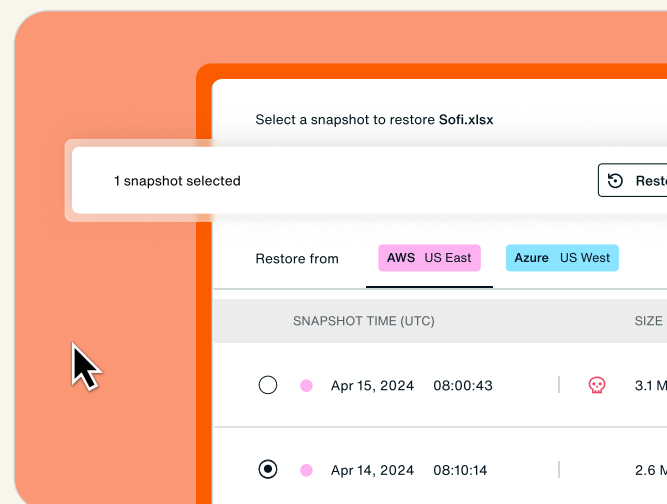 Select a snapshot to restore Sofi.xlsx
1 snapshot selected
Restore from AWS US East Azure US West
SNAPSHOT TIME (UTC) SIZE
Apr 15, 2024 08:00:43 3.1
Apr 14, 2024 08:10:14 2.6